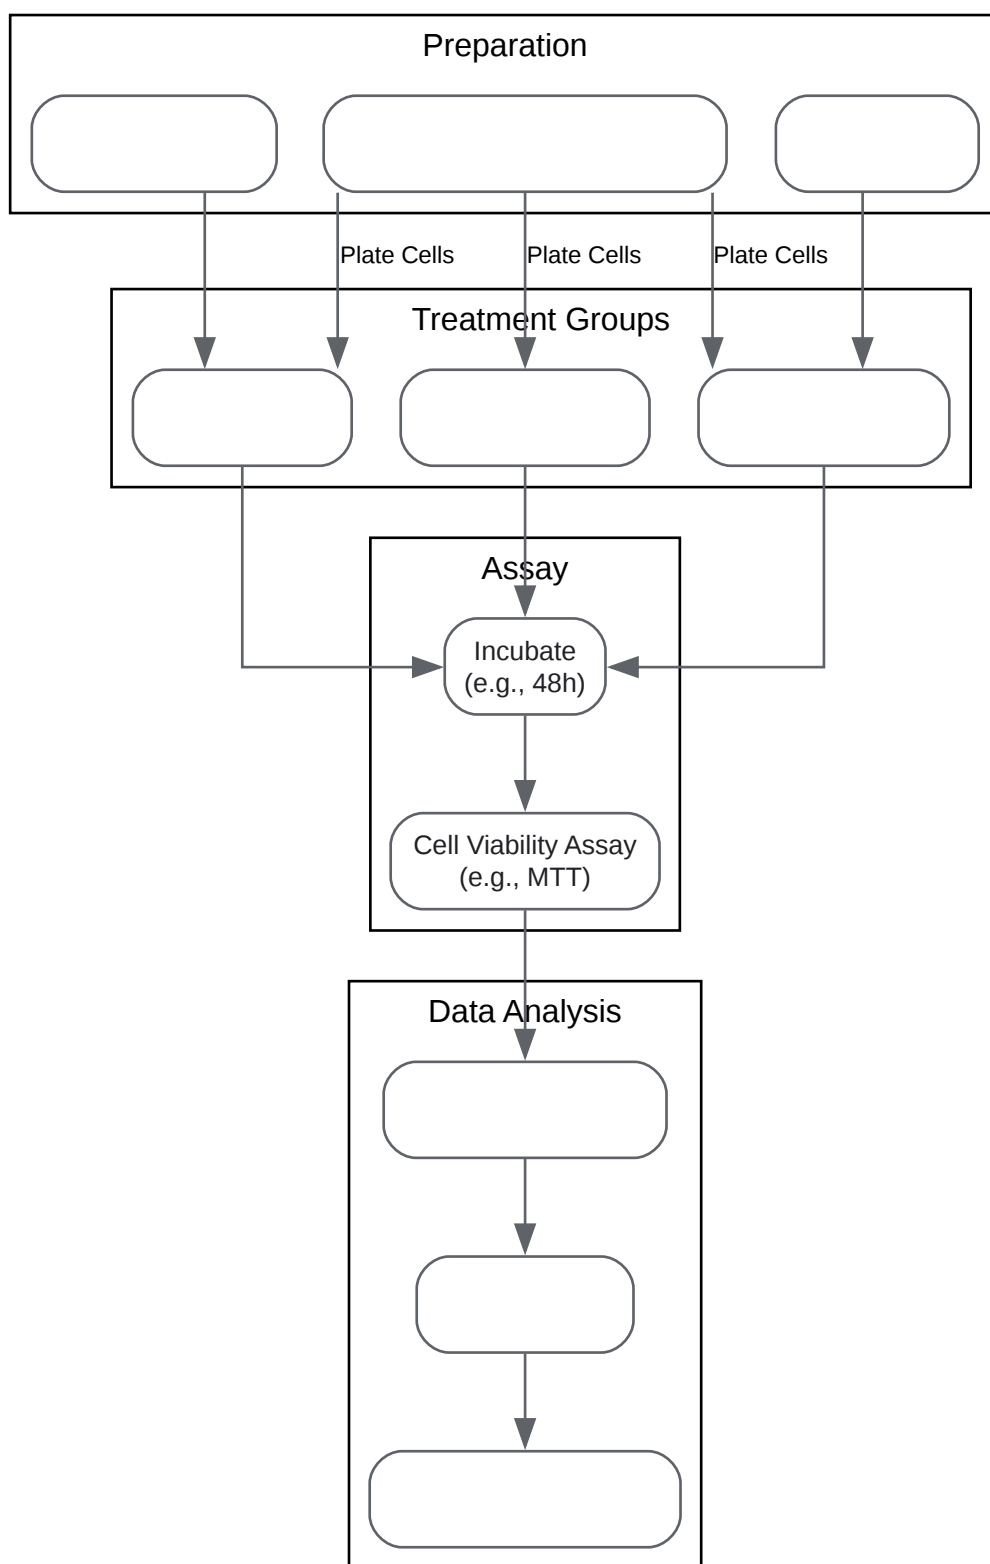 Preparation
Plate Cells
Plate Cells
Plate Cells
Treatment Groups
Assay
Incubate
(e.g., 48h)
Cell Viability Assay
(e.g., MTT)
Data Analysis